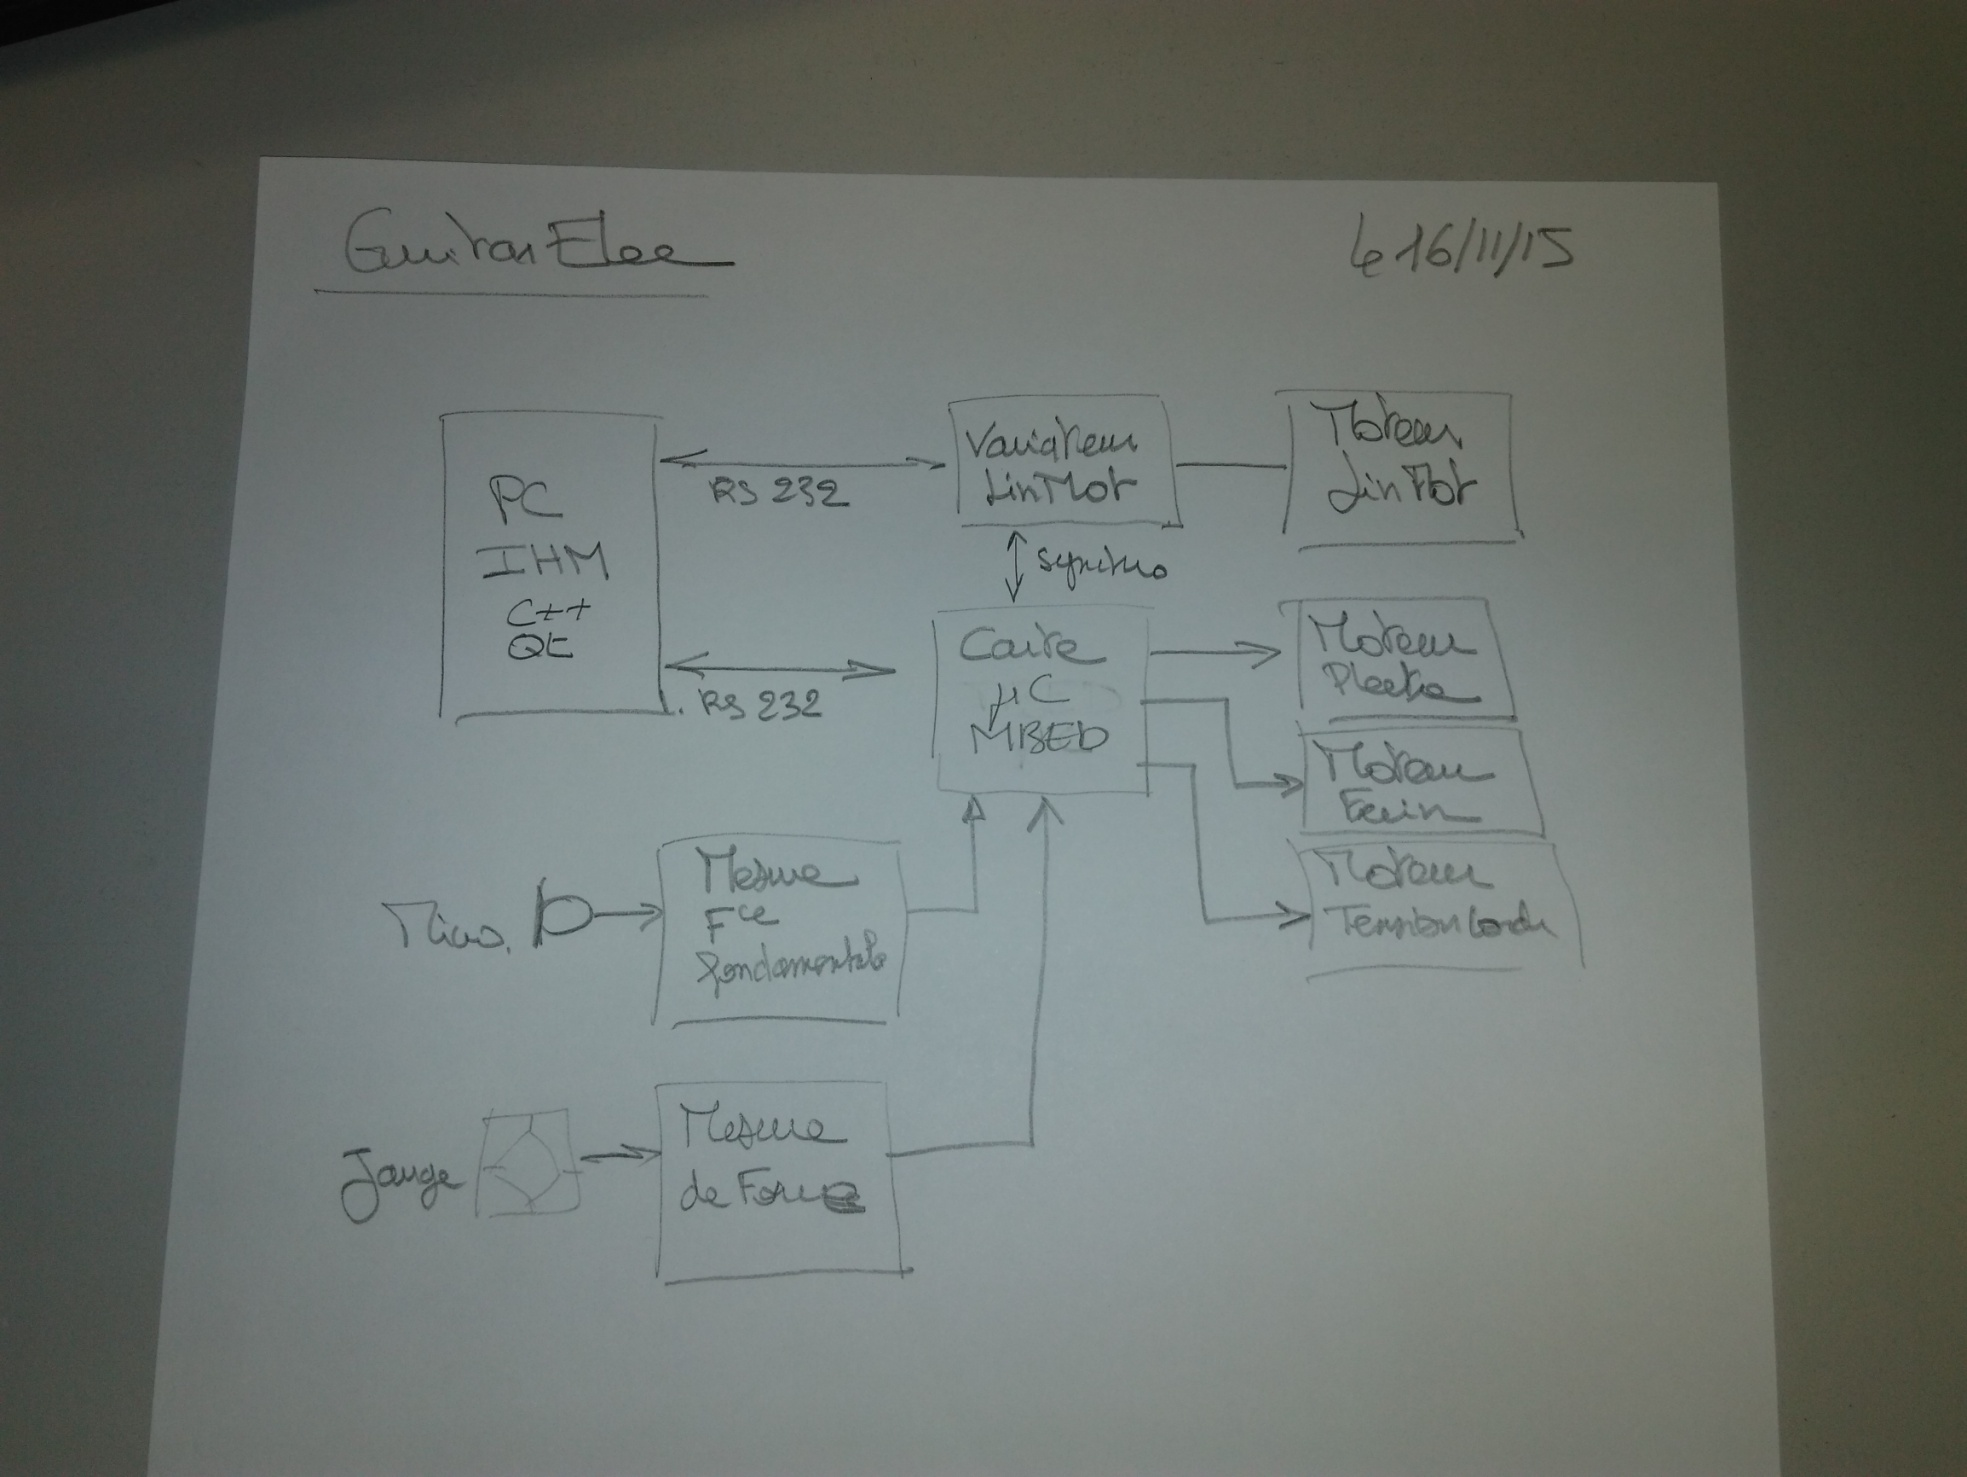 GuitarElec
le 16/11/15
PC
IHM
C++
Qt
RS 232
Variateur
LinMot
Moteur
LinMot
synchro
RS 232
Carte
µC
MBED
Moteur
Plectre
Moteur
Frein
Moteur
Tension Corde
Micro.
Mesure
Fce
fondamentale
Jauge
Mesure
de Force